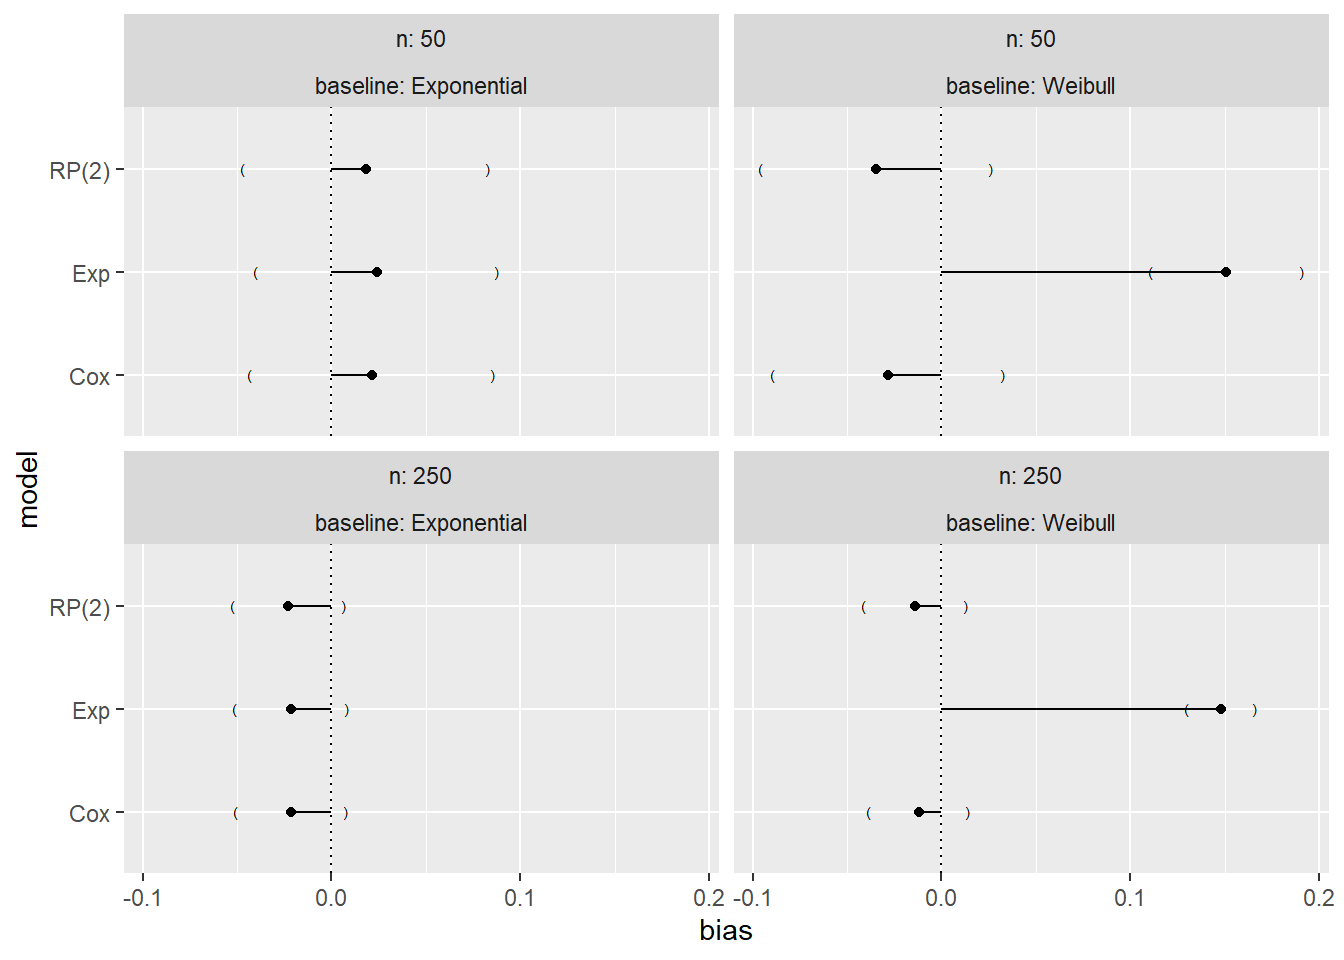 n: 50
baseline: Exponential
n: 50
baseline: Weibull
RP(2)
( )
( )
Exp
( )
( )
Cox
( )
( )
n: 250
baseline: Exponential
n: 250
baseline: Weibull
RP(2)
( )
( )
Exp
( )
( )
Cox
( )
( )
-0.1 0.0 0.1 0.2
-0.1 0.0 0.1 0.2
bias
model